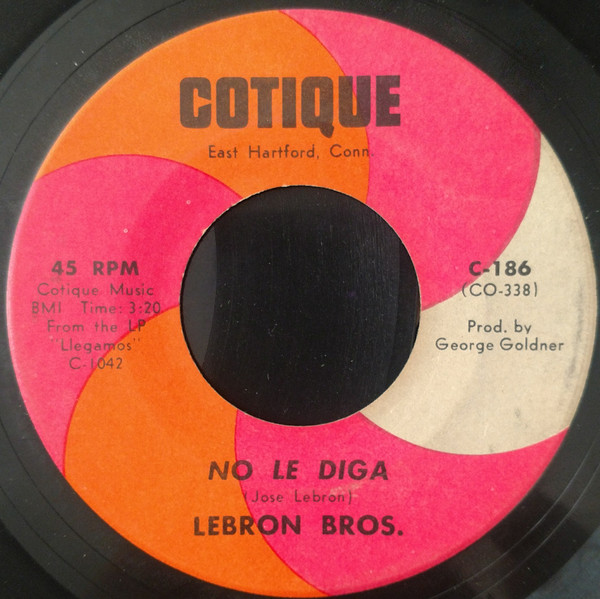 COTIQUE
East Hartford, Conn.
45 RPM
Cotique Music
BMI Time: 3:20
From the LP
"Llegamos"
C-1042
C-186
(CO-338)
Prod. by
George Goldner
NO LE DIGA
(Jose Lebron)
LEBRON BROS.